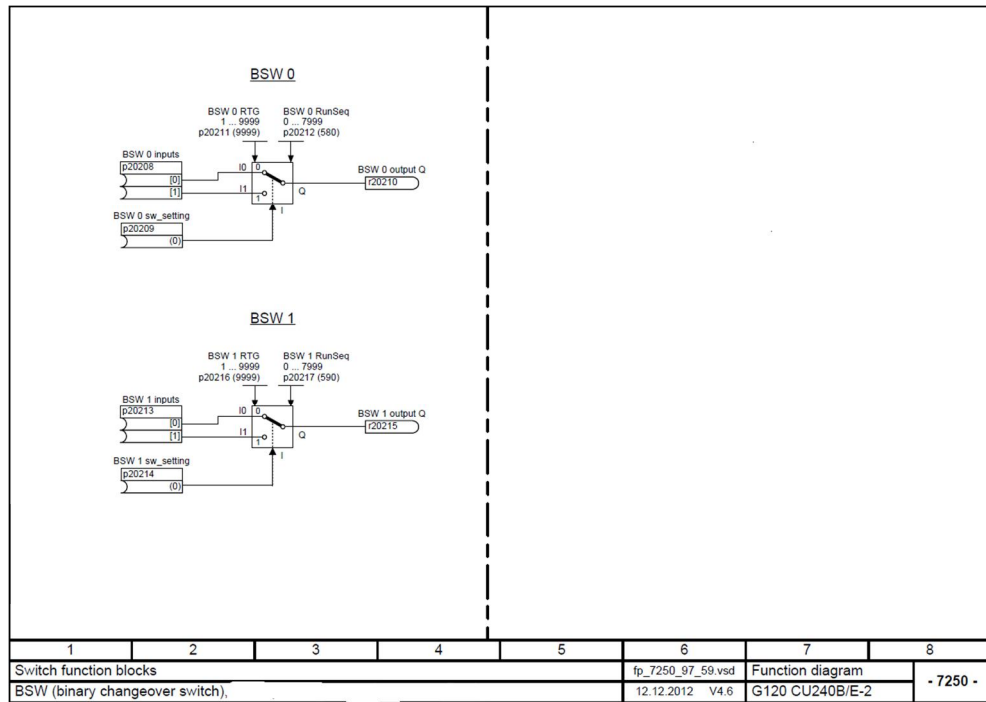 BSW 0
BSW 0 RTG
1 ... 9999
p20211 (9999)
BSW 0 RunSeq
0 ... 7999
p20212 (580)
BSW 0 inputs
p20208
[0]
[1]
I0
0
I1
1
Q
I
BSW 0 output Q
r20210
BSW 0 sw_setting
p20209
(0)
BSW 1
BSW 1 RTG
1 ... 9999
p20216 (9999)
BSW 1 RunSeq
0 ... 7999
p20217 (590)
BSW 1 inputs
p20213
[0]
[1]
I0
0
I1
1
Q
I
BSW 1 output Q
r20215
BSW 1 sw_setting
p20214
(0)
1 2 3 4 5 6 7 8
Switch function blocks
fp_7250_97_59.vsd
Function diagram
- 7250 -
BSW (binary changeover switch),
12.12.2012 V4.6
G120 CU240B/E-2